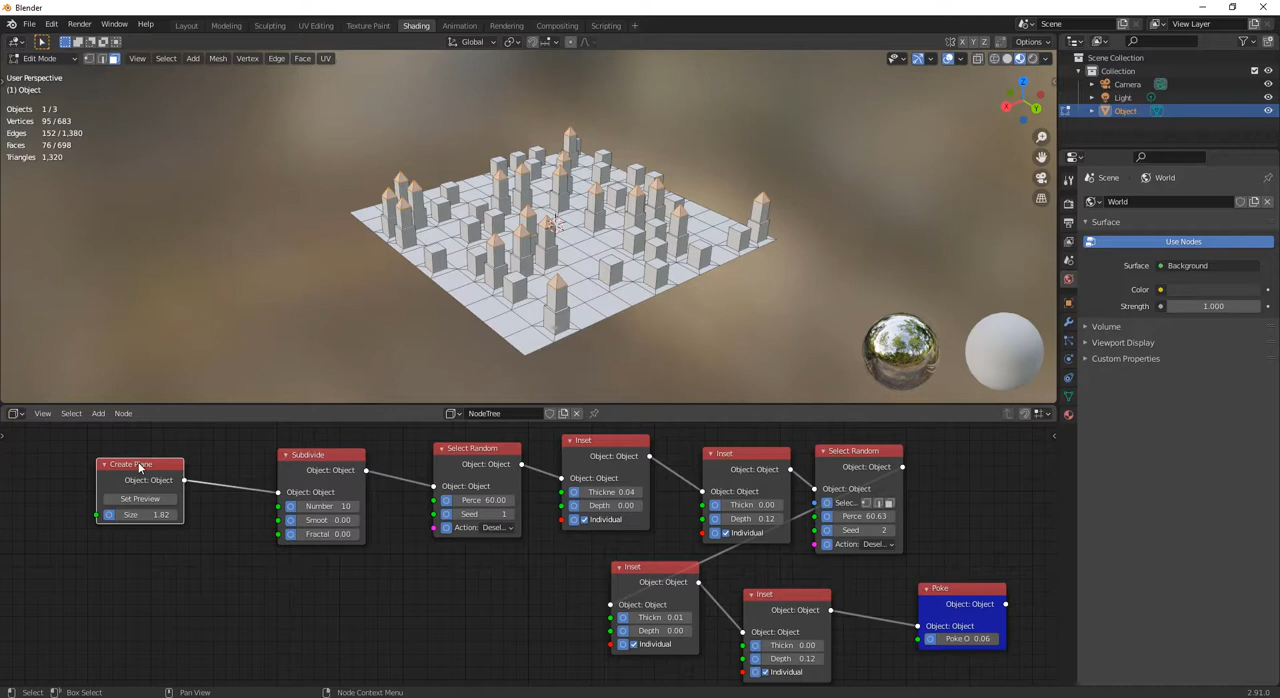 Blender
File Edit Render Window Help Layout Modeling Sculpting UV Editing Texture Paint Shading Animation Rendering Compositing Scripting + Scene View Layer
Global Options
Edit Mode View Select Add Mesh Vertex Edge Face UV X Y Z
User Perspective
(1) Object
Objects 1 / 3
Vertices 95 / 683
Edges 152 / 1,380
Faces 76 / 698
Triangles 1,320
Z
X
Y
Scene Collection
Collection
Camera
Light
Object
Scene World
World
Surface
Use Nodes
Surface Background
Color
Strength 1.000
Volume
Viewport Display
Custom Properties
View Select Add Node NodeTree
Create Plane
Object: Object
Set Preview
Size 1.82
Subdivide
Object: Object
Object: Object
Number 10
Smoot 0.00
Fractal 0.00
Select Random
Object: Object
Object: Object
Perce 60.00
Seed 1
Action: Desel...
Inset
Object: Object
Object: Object
Thickne 0.04
Depth 0.00
Individual
Inset
Object: Object
Object: Object
Thickn 0.00
Depth 0.12
Individual
Select Random
Object: Object
Object: Object
Selec...
Perce 60.63
Seed 2
Action: Desel...
Inset
Object: Object
Object: Object
Thickn 0.01
Depth 0.00
Individual
Inset
Object: Object
Object: Object
Thickn 0.00
Depth 0.12
Individual
Poke
Object: Object
Object: Object
Poke O 0.06
Select Box Select Pan View Node Context Menu 2.91.0